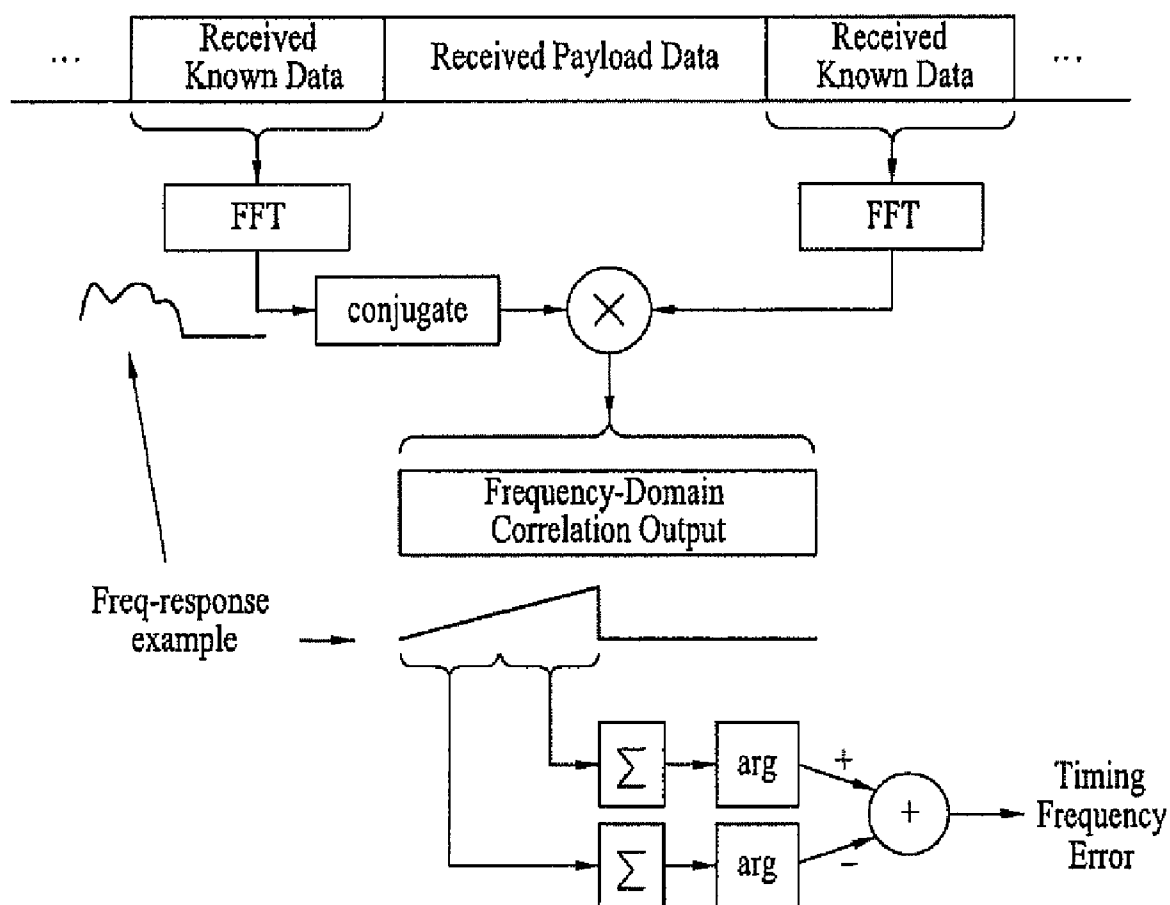 ...
Received
Known Data
Received Payload Data
Received
Known Data
...
FFT
FFT
conjugate
×
Frequency-Domain
Correlation Output
Freq-response
example
Σ
arg
+
+
Timing
Frequency
Error
Σ
arg
−